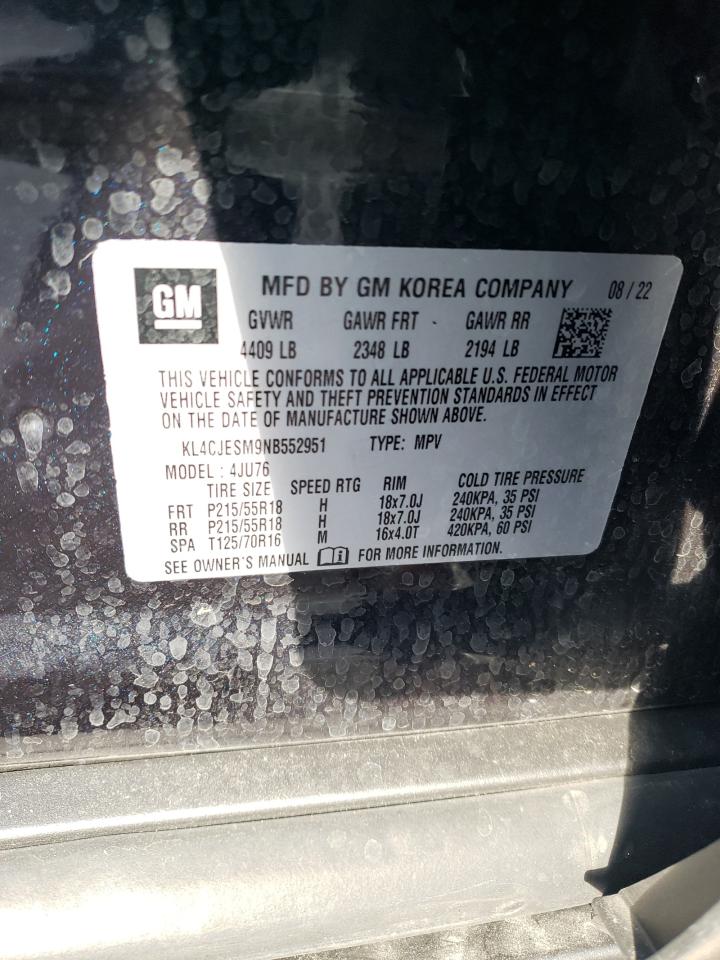 GM MFD BY GM KOREA COMPANY 08 / 22
GVWR GAWR FRT GAWR RR
4409 LB 2348 LB 2194 LB
THIS VEHICLE CONFORMS TO ALL APPLICABLE U.S. FEDERAL MOTOR
VEHICLE SAFETY AND THEFT PREVENTION STANDARDS IN EFFECT
ON THE DATE OF MANUFACTURE SHOWN ABOVE.
KL4CJESM9NB552951 TYPE: MPV
MODEL : 4JU76
TIRE SIZE SPEED RTG RIM COLD TIRE PRESSURE
FRT P215/55R18 H 18x7.0J 240KPA, 35 PSI
RR P215/55R18 H 18x7.0J 240KPA, 35 PSI
SPA T125/70R16 M 16x4.0T 420KPA, 60 PSI
SEE OWNER'S MANUAL FOR MORE INFORMATION.